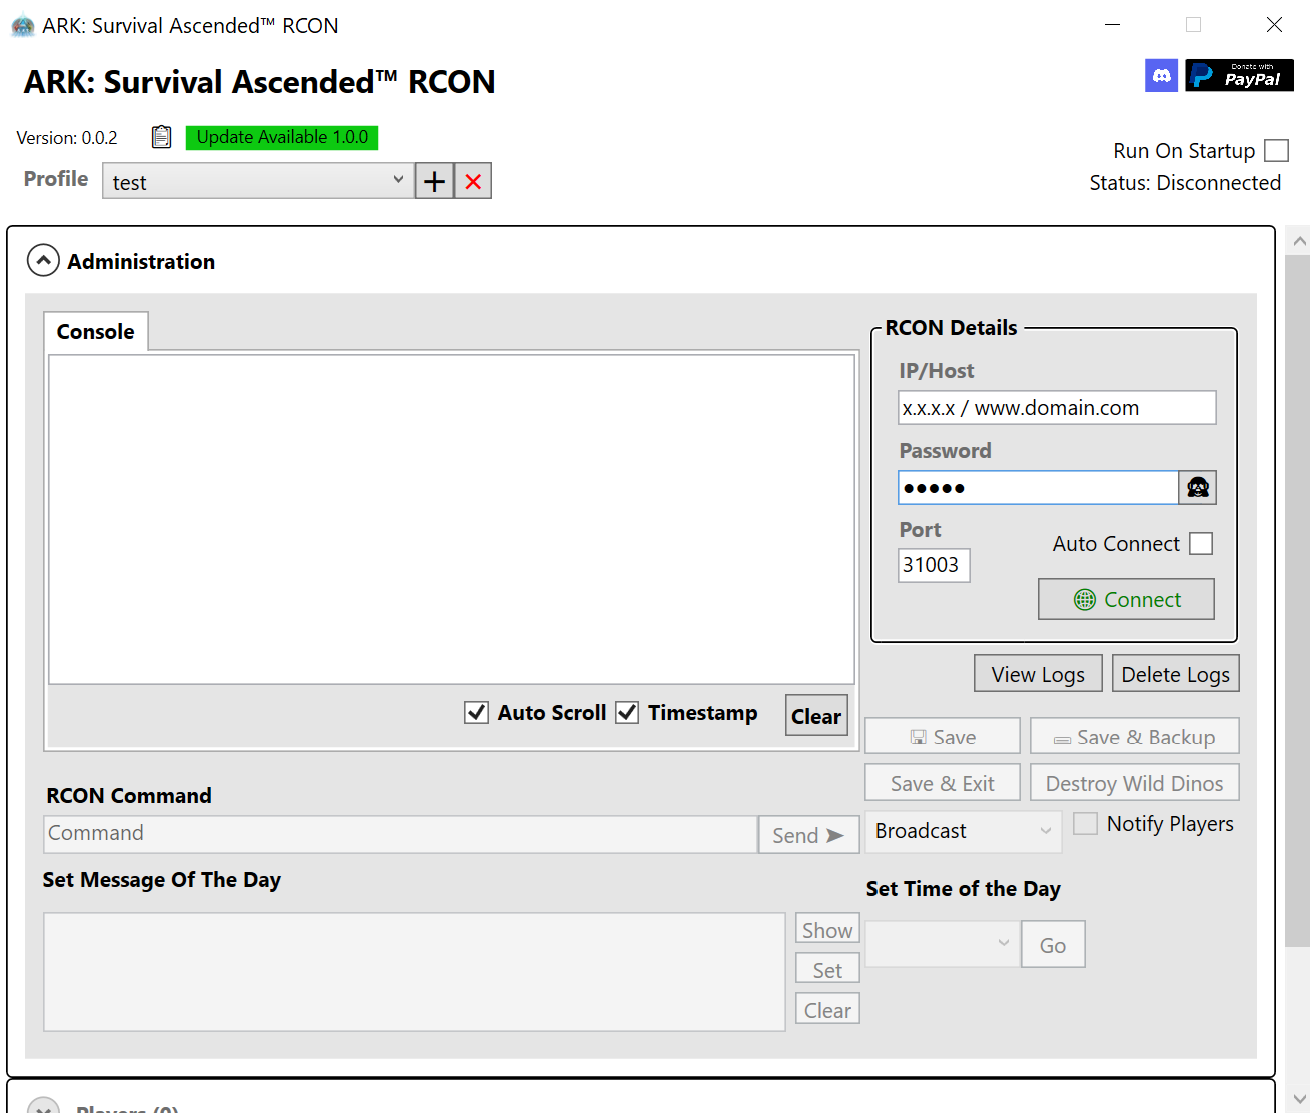 ARK: Survival Ascended™ RCON
ARK: Survival Ascended™ RCON
Donate with
PayPal
Version: 0.0.2
Update Available 1.0.0
Run On Startup
Profile
test
Status: Disconnected
Administration
Console
RCON Details
IP/Host
x.x.x.x / www.domain.com
Password
●●●●●
Port
31003
Auto Connect
Connect
View Logs
Delete Logs
Auto Scroll
Timestamp
Clear
Save
Save & Backup
Save & Exit
Destroy Wild Dinos
RCON Command
Command
Send
Broadcast
Notify Players
Set Message Of The Day
Set Time of the Day
Show
Set
Clear
Go
Players (0)